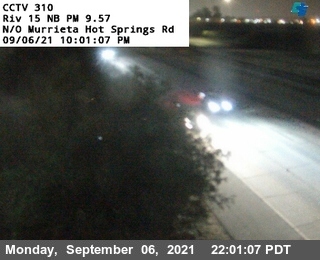 CCTV 310
Riv 15 NB PM 9.57
N/O Murrieta Hot Springs Rd
09/06/21 10:01:07 PM
Monday, September 06, 2021 22:01:07 PDT